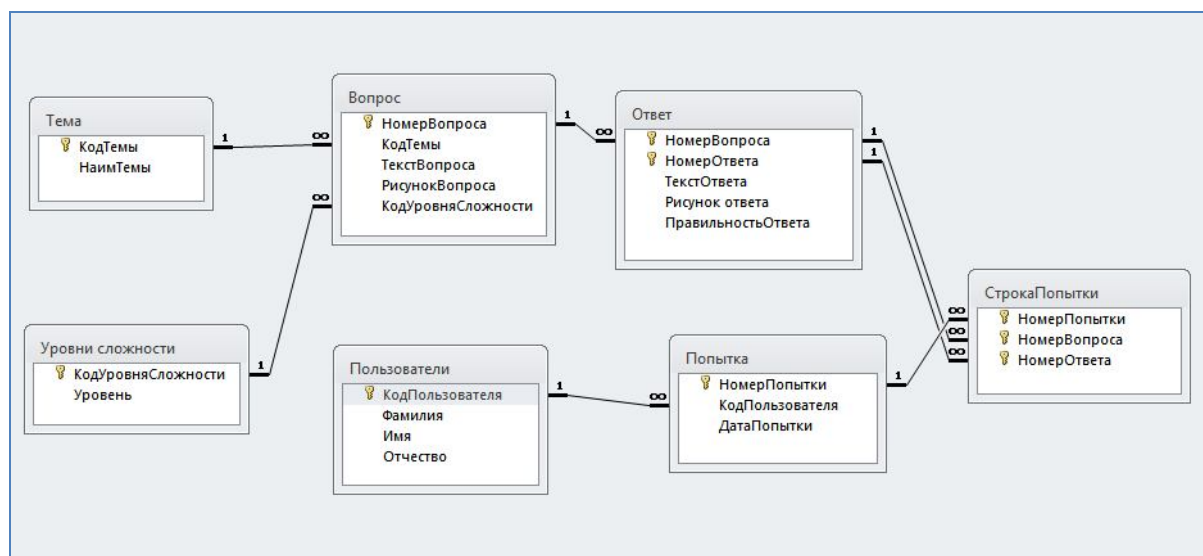 Тема
КодТемы
НаимТемы
1
∞
Вопрос
НомерВопроса
КодТемы
ТекстВопроса
РисунокВопроса
КодУровняСложности
∞
1
∞
Ответ
НомерВопроса
НомерОтвета
ТекстОтвета
Рисунок ответа
ПравильностьОтвета
1
1
Уровни сложности
КодУровняСложности
Уровень
1
Пользователи
КодПользователя
Фамилия
Имя
Отчество
1
∞
Попытка
НомерПопытки
КодПользователя
ДатаПопытки
1
∞
∞
∞
СтрокаПопытки
НомерПопытки
НомерВопроса
НомерОтвета